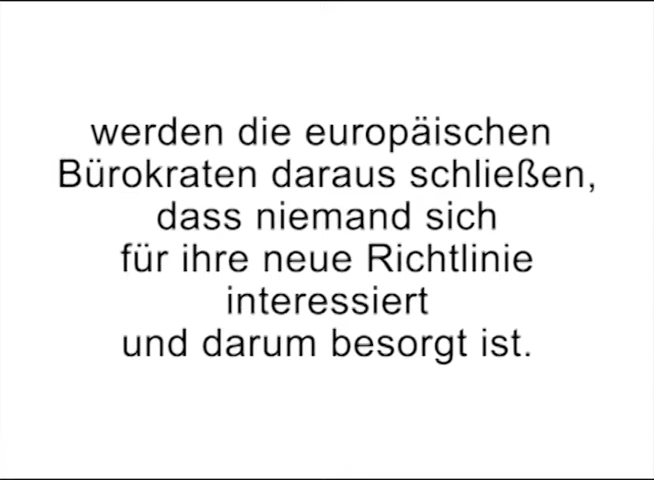 werden die europäischen
Bürokraten daraus schließen,
dass niemand sich
für ihre neue Richtlinie
interessiert
und darum besorgt ist.